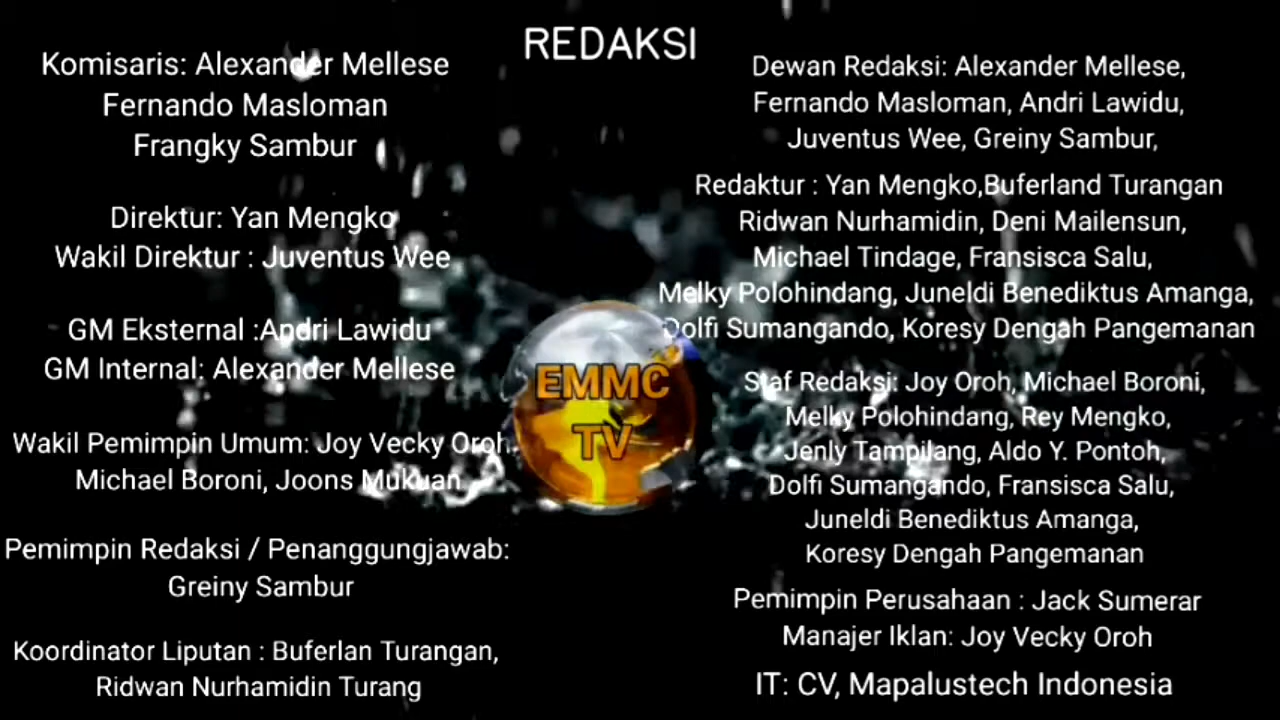 REDAKSI
Komisaris: Alexander Mellese
Fernando Masloman
Frangky Sambur
Direktur: Yan Mengko
Wakil Direktur : Juventus Wee
GM Eksternal :Andri Lawidu
GM Internal: Alexander Mellese
Wakil Pemimpin Umum: Joy Vecky Oroh.
Michael Boroni, Joons Mukuan
Pemimpin Redaksi / Penanggungjawab:
Greiny Sambur
Koordinator Liputan : Buferlan Turangan,
Ridwan Nurhamidin Turang
EMMC
TV
Dewan Redaksi: Alexander Mellese,
Fernando Masloman, Andri Lawidu,
Juventus Wee, Greiny Sambur,
Redaktur : Yan Mengko,Buferland Turangan
Ridwan Nurhamidin, Deni Mailensun,
Michael Tindage, Fransisca Salu,
Melky Polohindang, Juneldi Benediktus Amanga,
Dolfi Sumangando, Koresy Dengah Pangemanan
Staf Redaksi: Joy Oroh, Michael Boroni,
Melky Polohindang, Rey Mengko,
Jenly Tampilang, Aldo Y. Pontoh,
Dolfi Sumangando, Fransisca Salu,
Juneldi Benediktus Amanga,
Koresy Dengah Pangemanan
Pemimpin Perusahaan : Jack Sumerar
Manajer Iklan: Joy Vecky Oroh
IT: CV, Mapalustech Indonesia